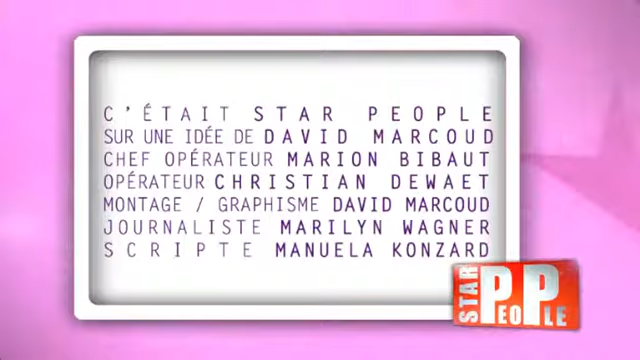 C'ÉTAIT STAR PEOPLE
SUR UNE IDÉE DE DAVID MARCOUD
CHEF OPÉRATEUR MARION BIBAUT
OPÉRATEUR CHRISTIAN DEWAET
MONTAGE / GRAPHISME DAVID MARCOUD
JOURNALISTE MARILYN WAGNER
SCRIPTE MANUELA KONZARD
STAR
PEOPLE